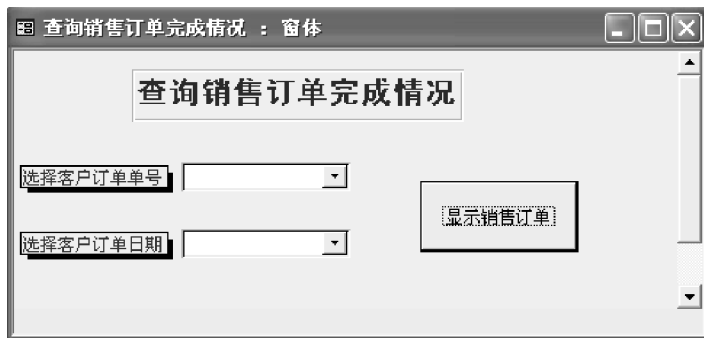 查询销售订单完成情况 : 窗体
查询销售订单完成情况
选择客户订单单号
显示销售订单
选择客户订单日期